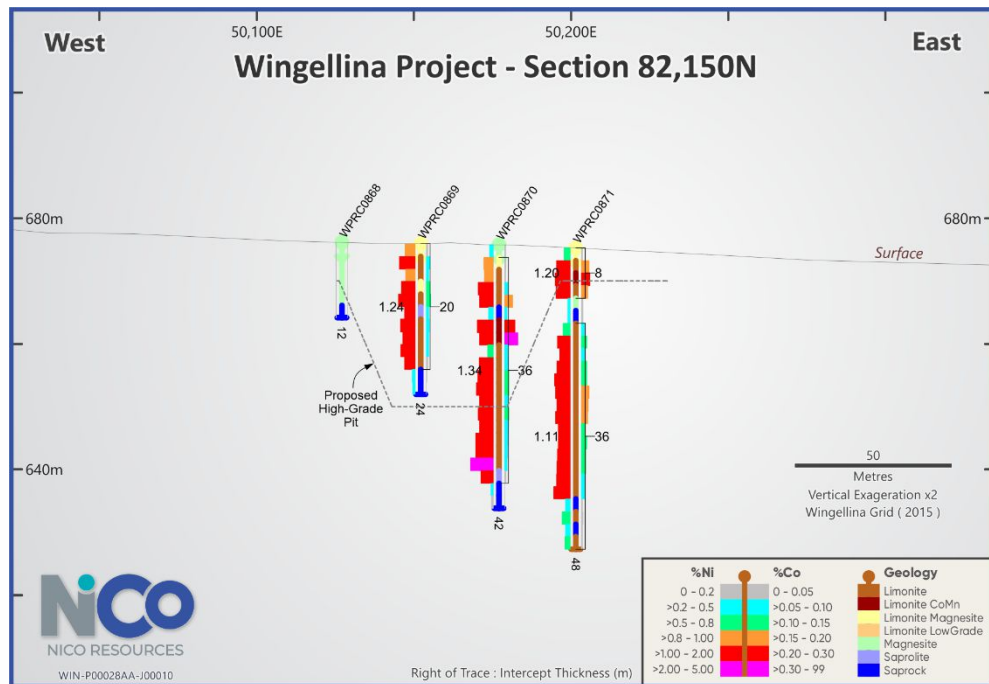 West
50,100E
50,200E
East
Wingellina Project - Section 82,150N
680m
680m
WPRC0868
WPRC0869
WPRC0870
WPRC0871
Surface
1.20
8
1.24
20
12
Proposed
High-Grade
Pit
1.34
36
24
1.11
36
640m
640m
42
48
50
Metres
Vertical Exageration x2
Wingellina Grid ( 2015 )
NiCo
NICO RESOURCES
WIN-P00028AA-J00010
Right of Trace : Intercept Thickness (m)
%Ni %Co Geology
0 - 0.2 0 - 0.05 Limonite
>0.2 - 0.5 >0.05 - 0.10 Limonite CoMn
>0.5 - 0.8 >0.10 - 0.15 Limonite Magnesite
>0.8 - 1.00 >0.15 - 0.20 Limonite LowGrade
>1.00 - 2.00 >0.20 - 0.30 Magnesite
>2.00 - 5.00 >0.30 - 99 Saprolite
Saprock